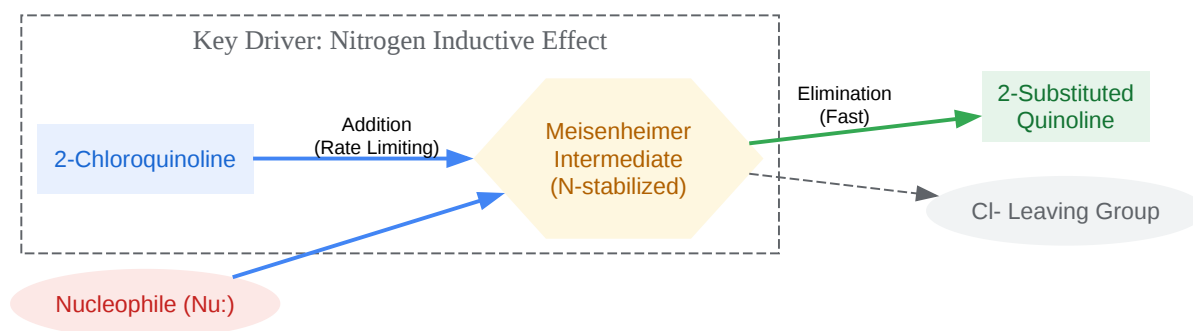 Key Driver: Nitrogen Inductive Effect
2-Chloroquinoline
Addition
(Rate Limiting)
Meisenheimer
Intermediate
(N-stabilized)
Elimination
(Fast)
2-Substituted
Quinoline
Cl- Leaving Group
Nucleophile (Nu:)